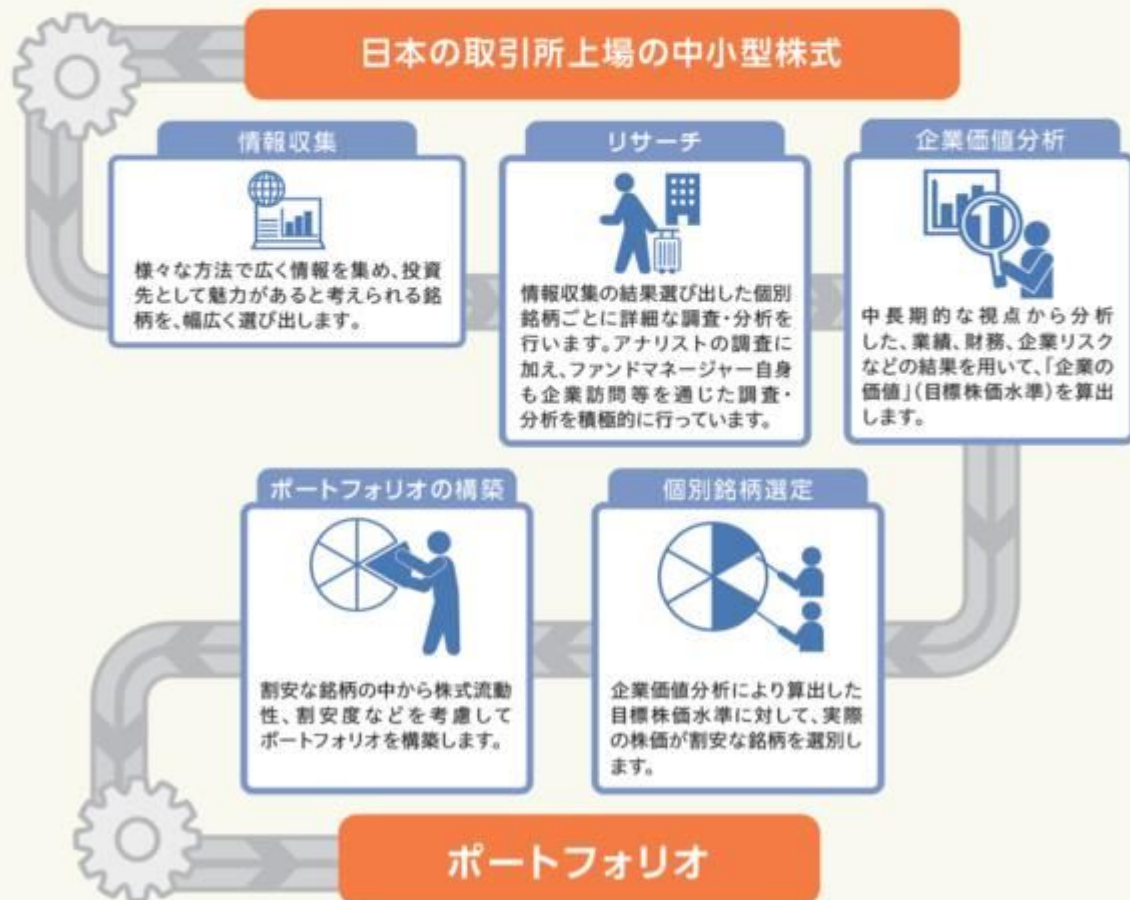 日本の取引所上場の中小型株式
情報収集
様々な方法で広く情報を集め、投資
先として魅力があると考えられる銘
柄を、幅広く選び出します。
リサーチ
情報収集の結果選び出した個別
銘柄ごとに詳細な調査・分析を
行います。アナリストの調査に
加え、ファンドマネージャー自身
も企業訪問等を通じた調査・
分析を積極的に行っています。
企業価値分析
中長期的な視点から分析
した、業績、財務、企業リスク
などの結果を用いて、「企業の
価値」(目標株価水準)を算出
します。
個別銘柄選定
企業価値分析により算出した
目標株価水準に対して、実際
の株価が割安な銘柄を選別し
ます。
ポートフォリオの構築
割安な銘柄の中から株式流動
性、割安度などを考慮して
ポートフォリオを構築します。
ポートフォリオ